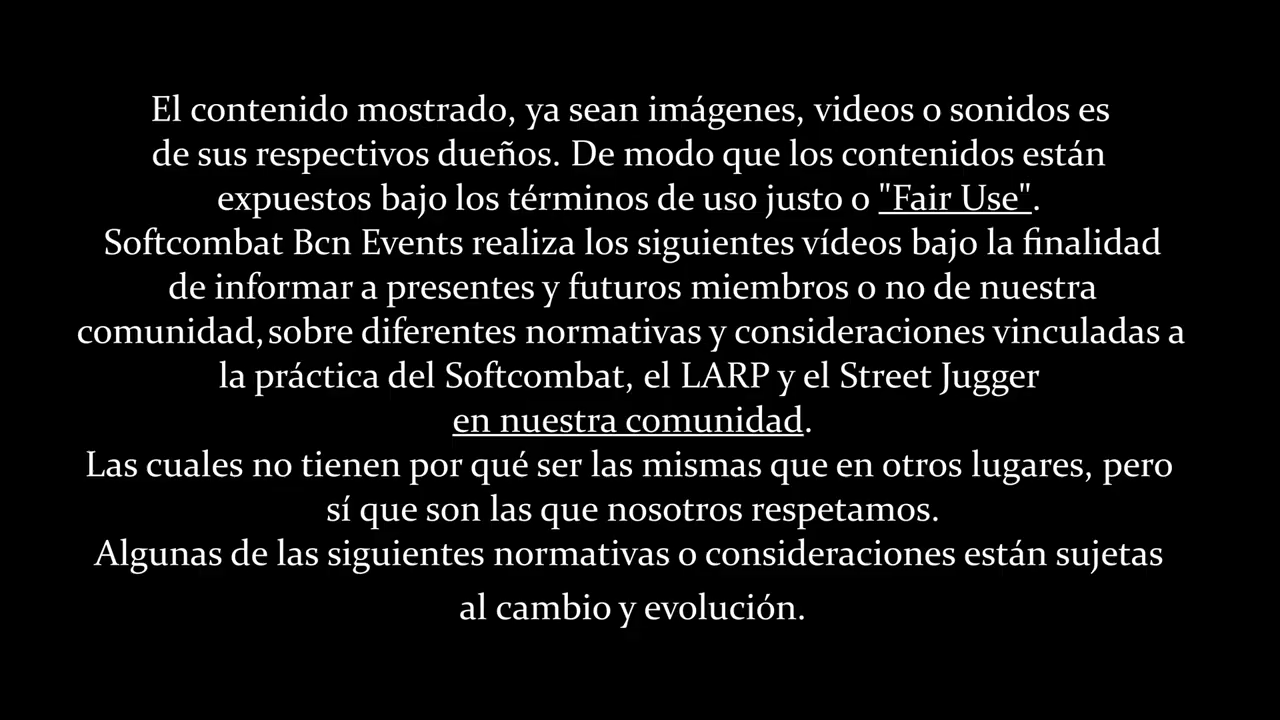 El contenido mostrado, ya sean imágenes, videos o sonidos es
de sus respectivos dueños. De modo que los contenidos están
expuestos bajo los términos de uso justo o "Fair Use".
Softcombat Bcn Events realiza los siguientes vídeos bajo la finalidad
de informar a presentes y futuros miembros o no de nuestra
comunidad, sobre diferentes normativas y consideraciones vinculadas a
la práctica del Softcombat, el LARP y el Street Jugger
en nuestra comunidad.
Las cuales no tienen por qué ser las mismas que en otros lugares, pero
sí que son las que nosotros respetamos.
Algunas de las siguientes normativas o consideraciones están sujetas
al cambio y evolución.